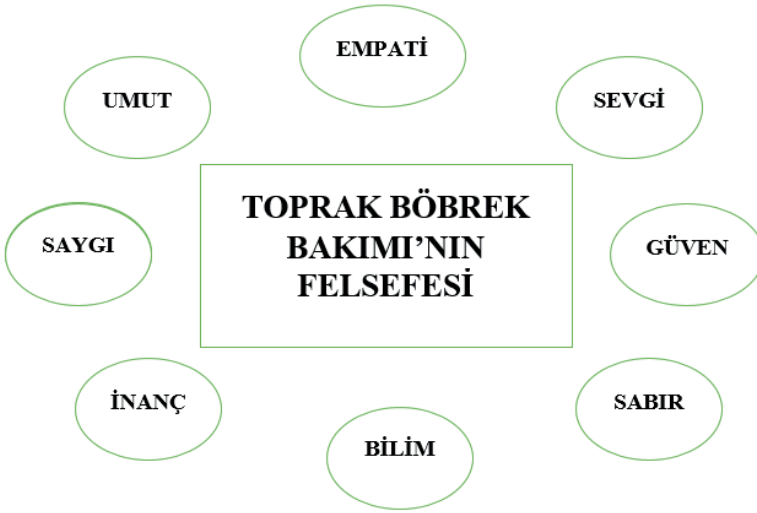 EMPATİ
UMUT
SEVGİ
TOPRAK BÖBREK
BAKIMI’NIN
FELSEFESİ
SAYGI
GÜVEN
İNANÇ
SABIR
BİLİM